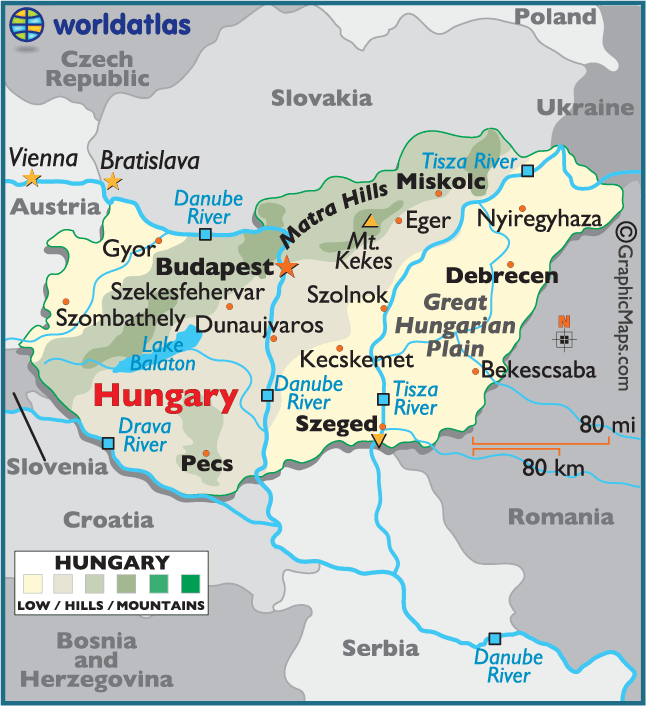 worldatlas
Poland
Czech
Republic
Slovakia
Ukraine
Vienna
Bratislava
Tisza River
Austria
Danube
River
Matra Hills
Miskolc
Eger
Nyiregyhaza
Gyor
Mt.
Kekes
Budapest
Debrecen
Szekesfehervar
Szolnok
Great
Hungarian
Plain
Szombathely
Dunaujvaros
Lake
Balaton
Kecskemet
Bekescsaba
Hungary
Danube
River
Tisza
River
© GraphicMaps.com
N
Drava
River
Szeged
80 mi
80 km
Slovenia
Pecs
Croatia
Romania
HUNGARY
LOW / HILLS / MOUNTAINS
Bosnia
and
Herzegovina
Serbia
Danube
River